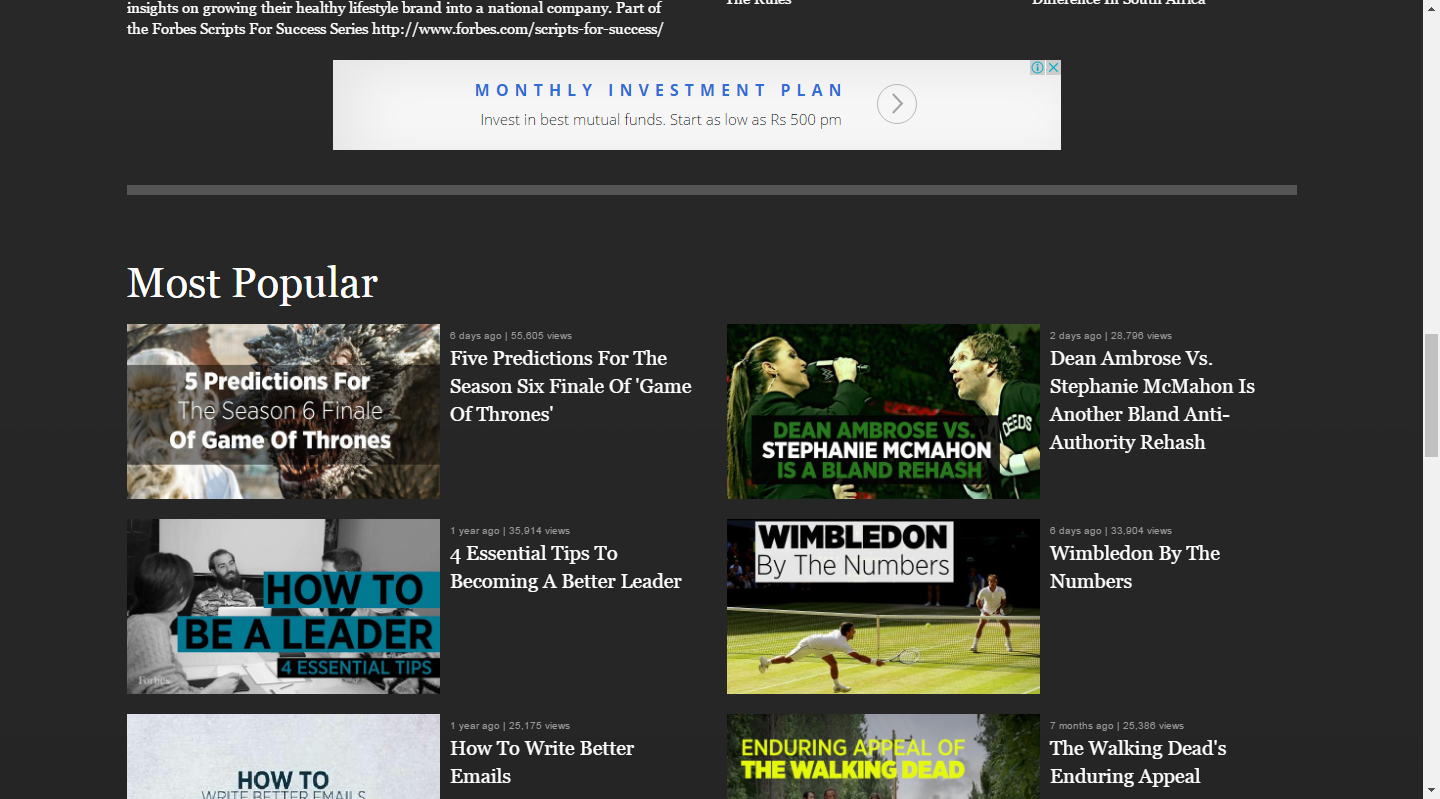 insights on growing their healthy lifestyle brand into a national company. Part of
the Forbes Scripts For Success Series http://www.forbes.com/scripts-for-success/
The Rules
Difference In South Africa
MONTHLY INVESTMENT PLAN
Invest in best mutual funds. Start as low as Rs 500 pm
Most Popular
5 Predictions For
The Season 6 Finale
Of Game Of Thrones
6 days ago | 55,605 views
Five Predictions For The
Season Six Finale Of 'Game
Of Thrones'
DEEDS
DEAN AMBROSE VS.
STEPHANIE MCMAHON
IS A BLAND REHASH
2 days ago | 28,796 views
Dean Ambrose Vs.
Stephanie McMahon Is
Another Bland Anti-
Authority Rehash
HOW TO
BE A LEADER
4 ESSENTIAL TIPS
Forbes
1 year ago | 35,914 views
4 Essential Tips To
Becoming A Better Leader
WIMBLEDON
By The Numbers
6 days ago | 33,904 views
Wimbledon By The
Numbers
HOW TO
WRITE BETTER EMAILS
1 year ago | 25,175 views
How To Write Better
Emails
ENDURING APPEAL OF
THE WALKING DEAD
7 months ago | 25,386 views
The Walking Dead's
Enduring Appeal